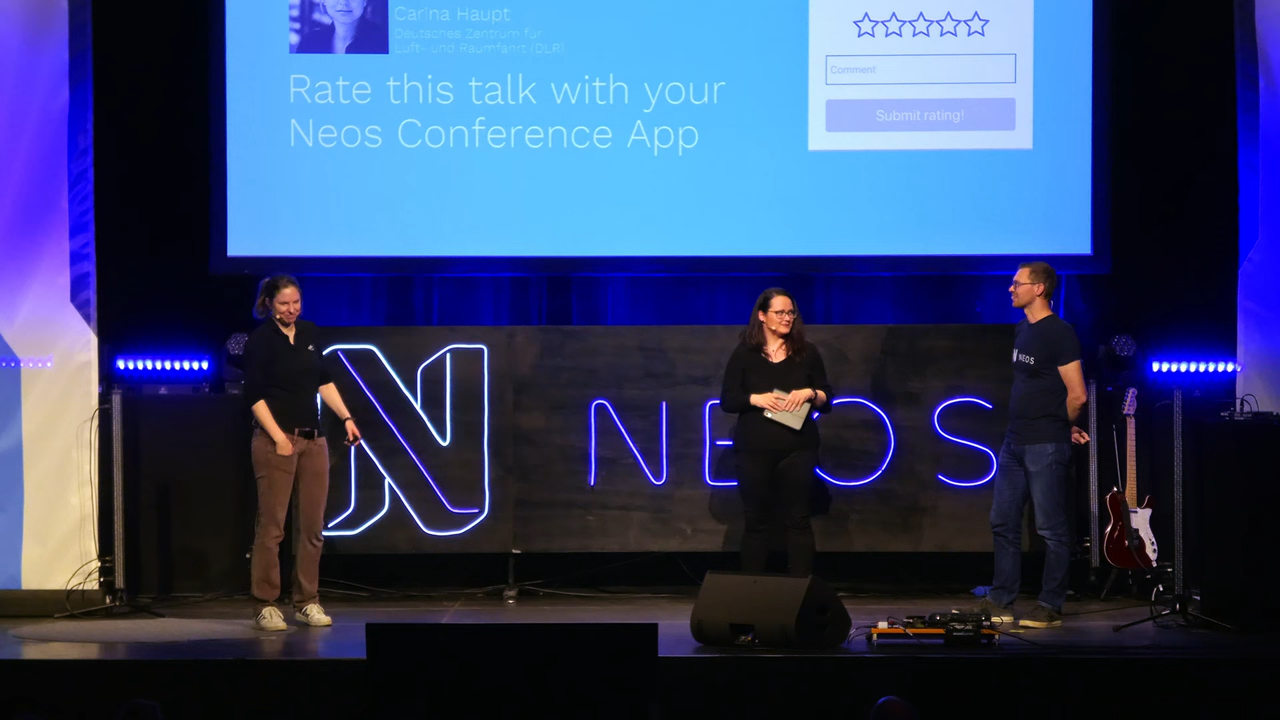 Carina Haupt
Deutsches Zentrum für
Luft- und Raumfahrt (DLR)
Rate this talk with your
Neos Conference App
Comment
Submit rating!
N
NEOS
N NEOS